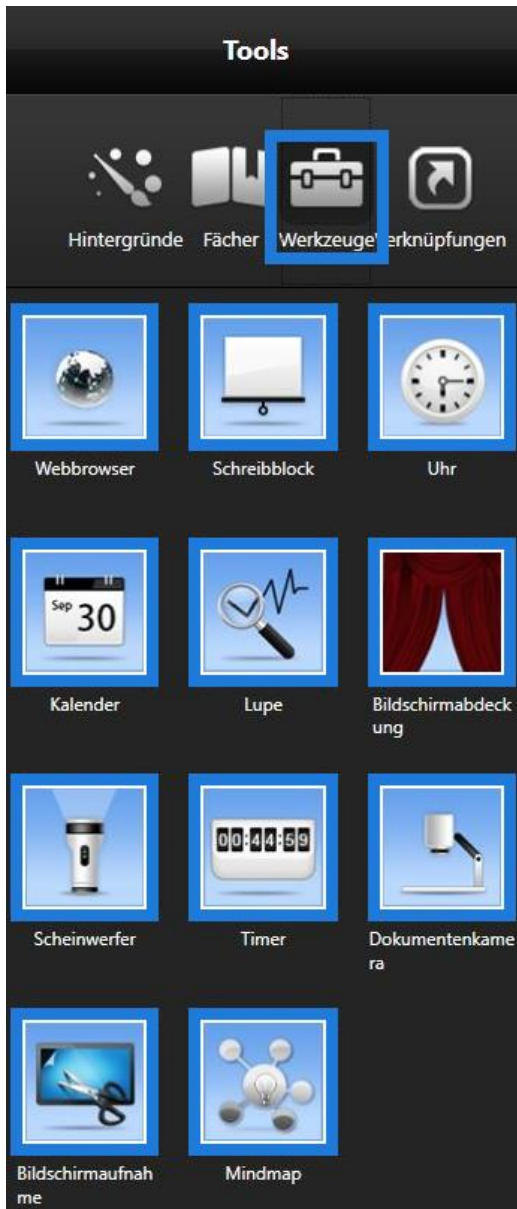 Tools
Hintergründe Fächer Werkzeuge erknüpfungen
Webbrowser Schreibblock Uhr
Sep 30
Kalender Lupe Bildschirmabdeck
ung
00:44:59
Scheinwerfer Timer Dokumentenkame
ra
Bildschirmaufnah Mindmap
me